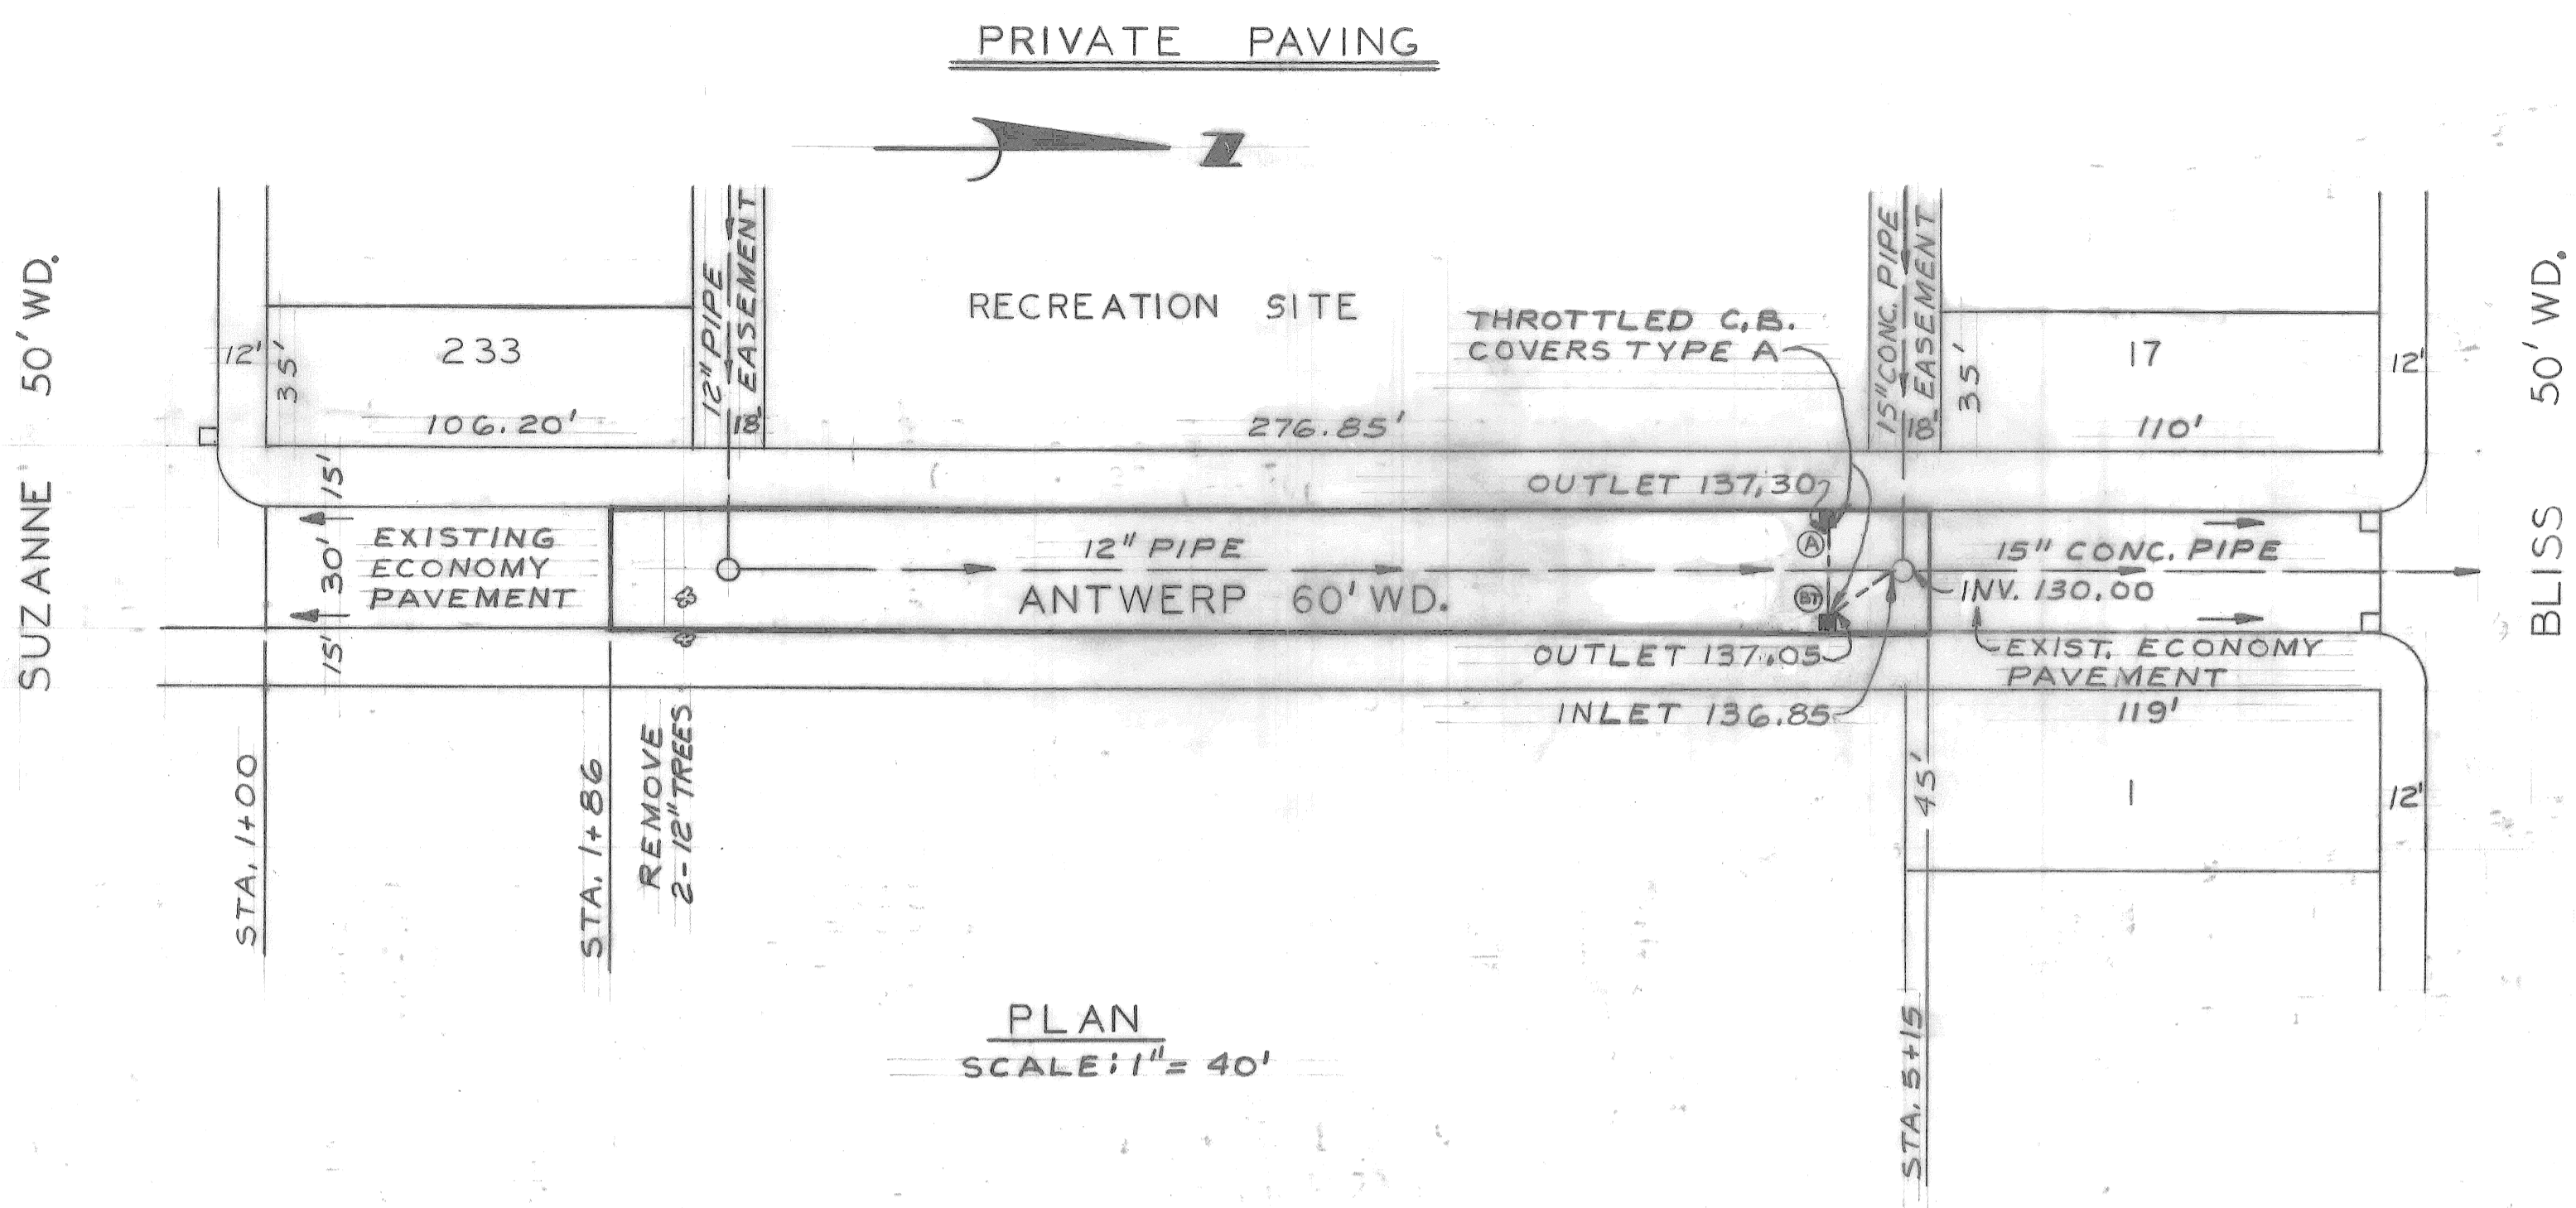 PRIVATE PAVING
Z
SUZANNE 50' WD.
12'
35'
233
106.20'
12" PIPE
18' EASEMENT
RECREATION SITE
276.85'
THROTTLED C.B.
COVERS TYPE A
15" CONC. PIPE
18' EASEMENT
35'
17
110'
12'
BLISS 50' WD.
15'
30'
15'
EXISTING
ECONOMY
PAVEMENT
12" PIPE
ANTWERP 60' WD.
OUTLET 137.30
A
BT
OUTLET 137.05
INLET 136.85
15" CONC. PIPE
INV. 130.00
EXIST. ECONOMY
PAVEMENT
119'
1
12'
STA. 1+00
STA. 1+86
REMOVE
2-12" TREES
45'
STA. 5+15
PLAN
SCALE: 1" = 40'